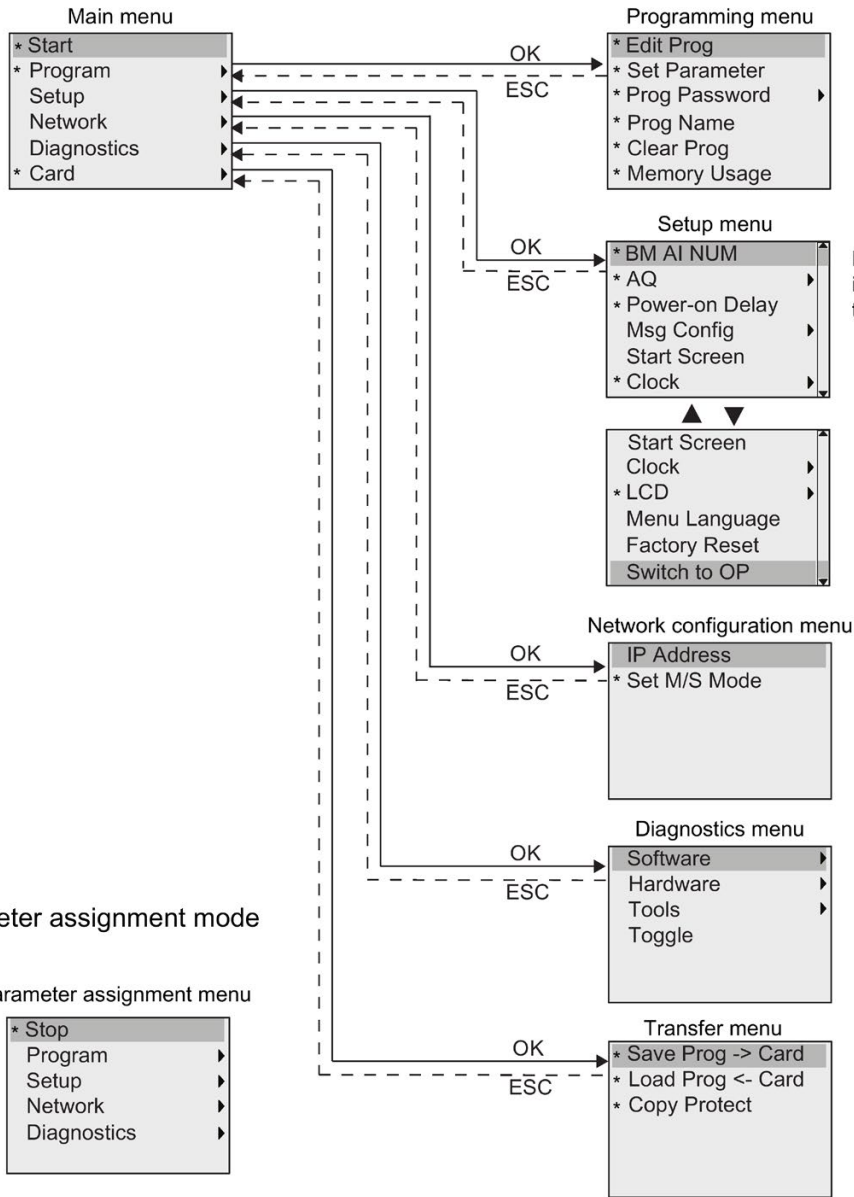 Main menu
* Start
* Program
Setup
Network
Diagnostics
* Card
OK
ESC
Programming menu
* Edit Prog
* Set Parameter
* Prog Password
* Prog Name
* Clear Prog
* Memory Usage
OK
ESC
Setup menu
* BM AI NUM
* AQ
* Power-on Delay
Msg Config
Start Screen
* Clock
Start Screen
Clock
* LCD
Menu Language
Factory Reset
Switch to OP
OK
ESC
Network configuration menu
IP Address
* Set M/S Mode
OK
ESC
Diagnostics menu
Software
Hardware
Tools
Toggle
OK
ESC
Transfer menu
* Save Prog -> Card
* Load Prog <- Card
* Copy Protect
eter assignment mode
arameter assignment menu
* Stop
Program
Setup
Network
Diagnostics